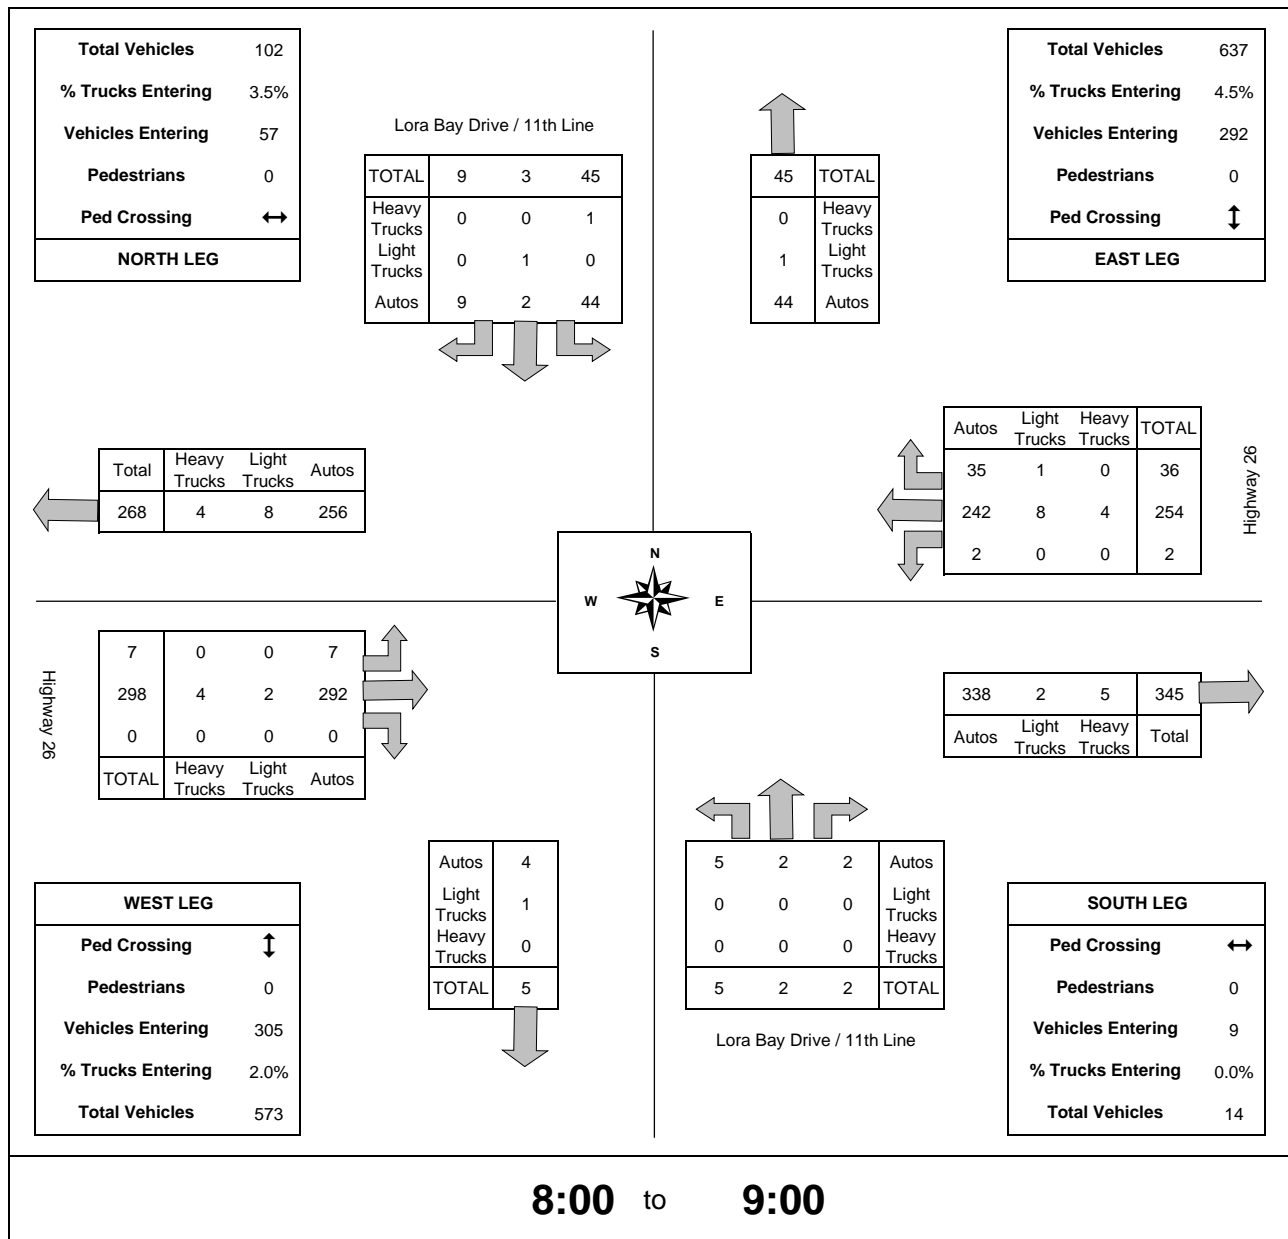 Total Vehicles 102
% Trucks Entering 3.5%
Vehicles Entering 57
Pedestrians 0
Ped Crossing ↔
NORTH LEG
Lora Bay Drive / 11th Line
TOTAL 9 3 45
Heavy Trucks 0 0 1
Light Trucks 0 1 0
Autos 9 2 44
45 TOTAL
0 Heavy Trucks
1 Light Trucks
44 Autos
Total Vehicles 637
% Trucks Entering 4.5%
Vehicles Entering 292
Pedestrians 0
Ped Crossing ↕
EAST LEG
Total Heavy Trucks Light Trucks Autos
268 4 8 256
Autos Light Trucks Heavy Trucks TOTAL
35 1 0 36
242 8 4 254
2 0 0 2
Highway 26
N
W E
S
Highway 26
7 0 0 7
298 4 2 292
0 0 0 0
TOTAL Heavy Trucks Light Trucks Autos
338 2 5 345
Autos Light Trucks Heavy Trucks Total
Autos 4
Light Trucks 1
Heavy Trucks 0
TOTAL 5
5 2 2 Autos
0 0 0 Light Trucks
0 0 0 Heavy Trucks
5 2 2 TOTAL
Lora Bay Drive / 11th Line
WEST LEG
Ped Crossing ↕
Pedestrians 0
Vehicles Entering 305
% Trucks Entering 2.0%
Total Vehicles 573
SOUTH LEG
Ped Crossing ↔
Pedestrians 0
Vehicles Entering 9
% Trucks Entering 0.0%
Total Vehicles 14
8:00 to 9:00